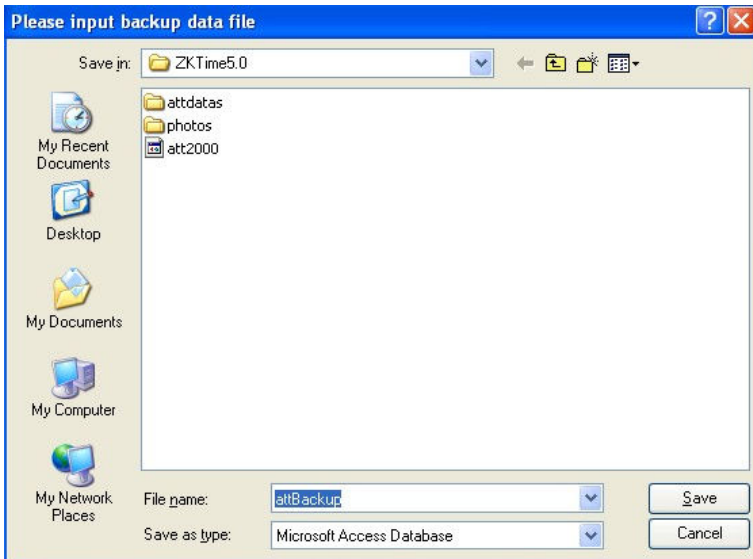 Please input backup data file
Save in:
ZKTime5.0
attdatas
photos
att2000
My Recent
Documents
Desktop
My Documents
My Computer
My Network
Places
File name:
attBackup
Save
Save as type:
Microsoft Access Database
Cancel